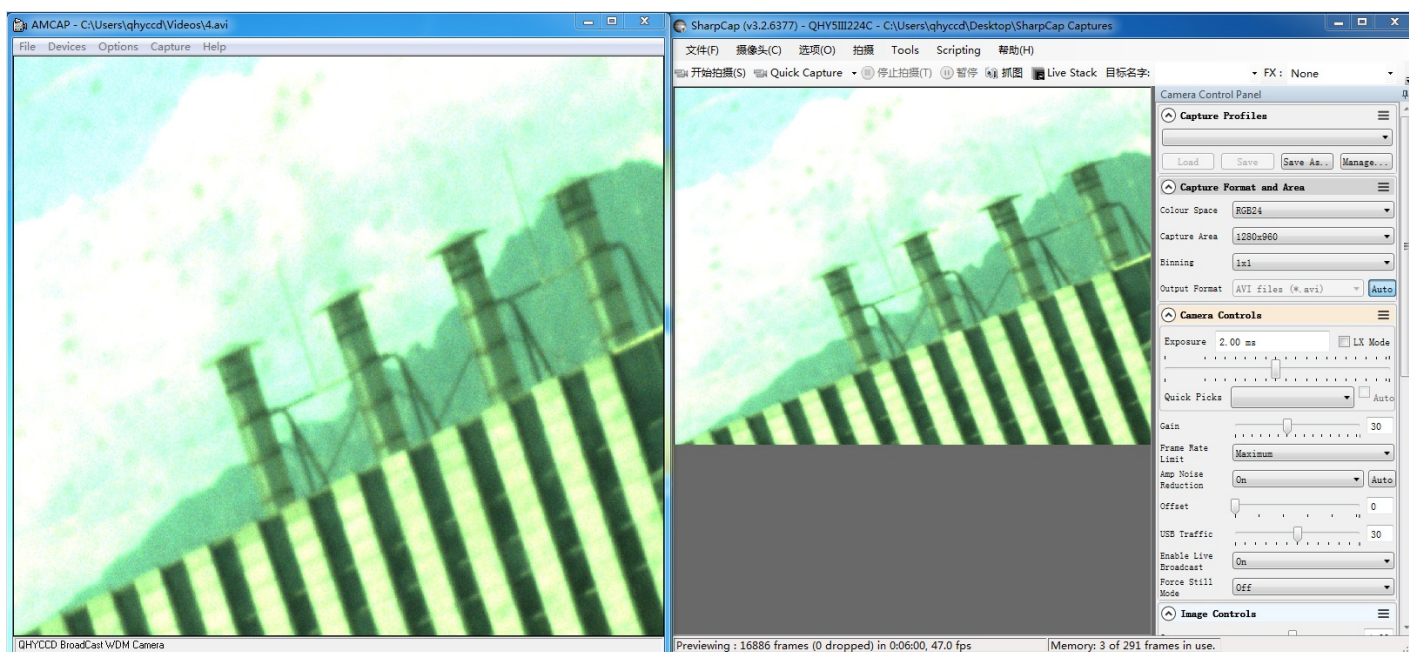 AMCAP - C:\Users\qhyccd\Videos\4.avi
File Devices Options Capture Help
QHYCCD BroadCast WDM Camera
SharpCap (v3.2.6377) - QHY5III224C - C:\Users\qhyccd\Desktop\SharpCap Captures
文件(F) 摄像头(C) 选项(O) 拍摄 Tools Scripting 帮助(H)
开始拍摄(S) Quick Capture 停止拍摄(T) 暂停 抓图 Live Stack 目标名字: FX: None
Camera Control Panel
Capture Profiles
Load Save Save As.. Manage...
Capture Format and Area
Colour Space RGB24
Capture Area 1280x960
Binning 1x1
Output Format AVI files (*.avi) Auto
Camera Controls
Exposure 2.00 ms LX Mode
Quick Picks Auto
Gain 30
Frame Rate Limit Maximum
Amp Noise Reduction On Auto
Offset 0
USB Traffic 30
Enable Live Broadcast On
Force Still Mode Off
Image Controls
Previewing : 16886 frames (0 dropped) in 0:06:00, 47.0 fps Memory: 3 of 291 frames in use.